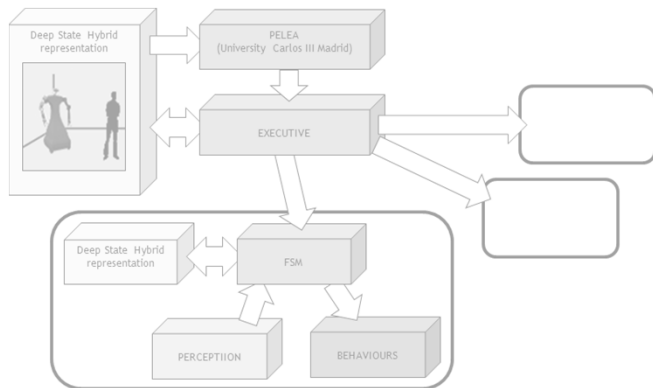 Deep State Hybrid
representation
PELEA
(University Carlos III Madrid)
EXECUTIVE
Deep State Hybrid
representation
FSM
PERCEPTIION
BEHAVIOURS